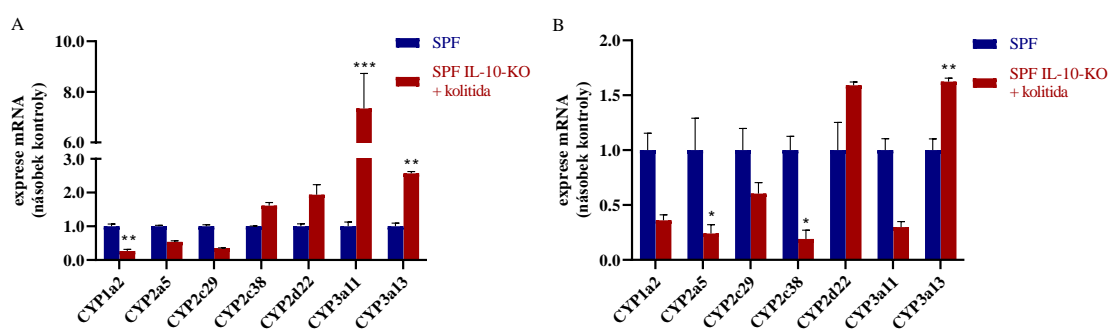 A
exprese mRNA
(násobek kontroly)
10.0
8.0
6.0
3.0
2.0
1.0
0.0
**
***
**
CYP1a2
CYP2a5
CYP2c29
CYP2c38
CYP2d22
CYP3a11
CYP3a13
SPF
SPF IL-10-KO
+ kolitida
B
exprese mRNA
(násobek kontroly)
2.0
1.5
1.0
0.5
0.0
*
*
**
CYP1a2
CYP2a5
CYP2c29
CYP2c38
CYP2d22
CYP3a11
CYP3a13
SPF
SPF IL-10-KO
+ kolitida